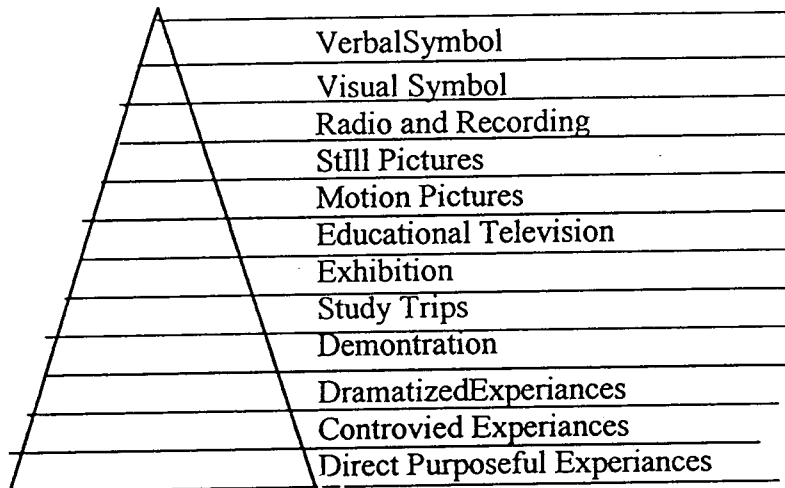 VerbalSymbol
Visual Symbol
Radio and Recording
StIll Pictures
Motion Pictures
Educational Television
Exhibition
Study Trips
Demontration
DramatizedExperiances
Controvied Experiances
Direct Purposeful Experiances